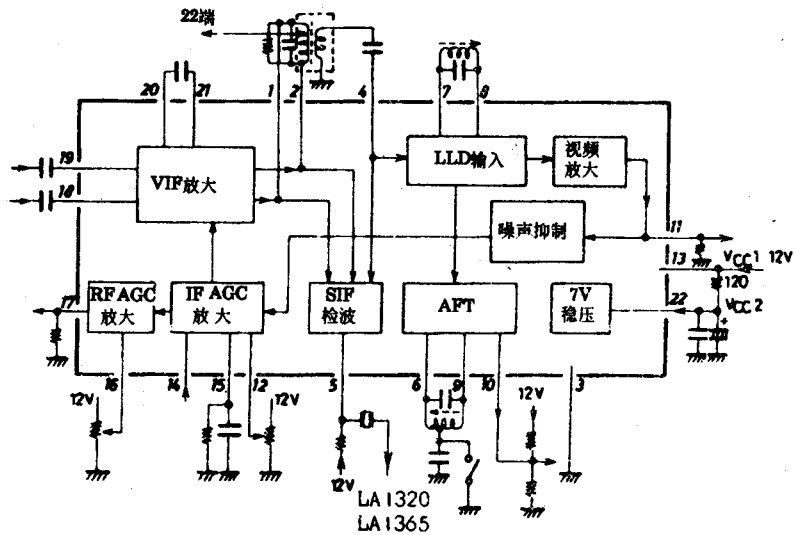 22端
20 21 1 2 4 7 8
19
VIF放大
18
LLD输入
视频
放大
噪声抑制
11
13
VCC1 12V
120
22
VCC2
17
RF AGC
放大
IF AGC
放大
SIF
检波
AFT
7V
稳压
16 14 15 12 5 6 9 10 3
12V
12V
12V
12V
LA1320
LA1365